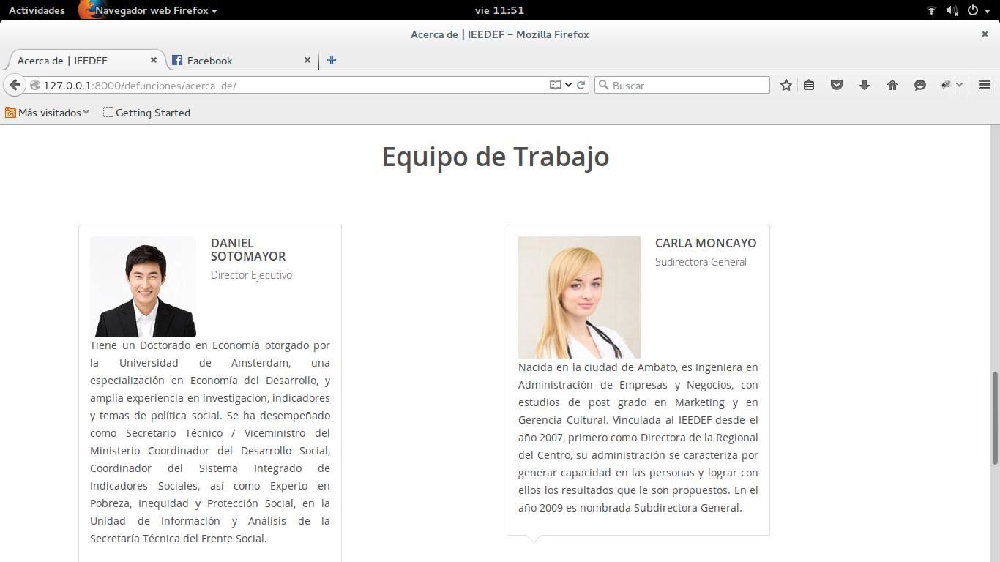 Actividades Navegador web Firefox vie 11:51
Acerca de | IEEDEF – Mozilla Firefox
Acerca de | IEEDEF Facebook
127.0.0.1:8000/defunciones/acerca_de/ Buscar
Más visitados Getting Started
Equipo de Trabajo
DANIEL
SOTOMAYOR
Director Ejecutivo
Tiene un Doctorado en Economía otorgado por
la Universidad de Amsterdam, una
especialización en Economía del Desarrollo, y
amplia experiencia en investigación, indicadores
y temas de política social. Se ha desempeñado
como Secretario Técnico / Viceministro del
Ministerio Coordinador del Desarrollo Social,
Coordinador del Sistema Integrado de
Indicadores Sociales, así como Experto en
Pobreza, Inequidad y Protección Social, en la
Unidad de Información y Análisis de la
Secretaría Técnica del Frente Social.
CARLA MONCAYO
Sudirectora General
Nacida en la ciudad de Ambato, es Ingeniera en
Administración de Empresas y Negocios, con
estudios de post grado en Marketing y en
Gerencia Cultural. Vinculada al IEEDEF desde el
año 2007, primero como Directora de la Regional
del Centro, su administración se caracteriza por
generar capacidad en las personas y lograr con
ellos los resultados que le son propuestos. En el
año 2009 es nombrada Subdirectora General.